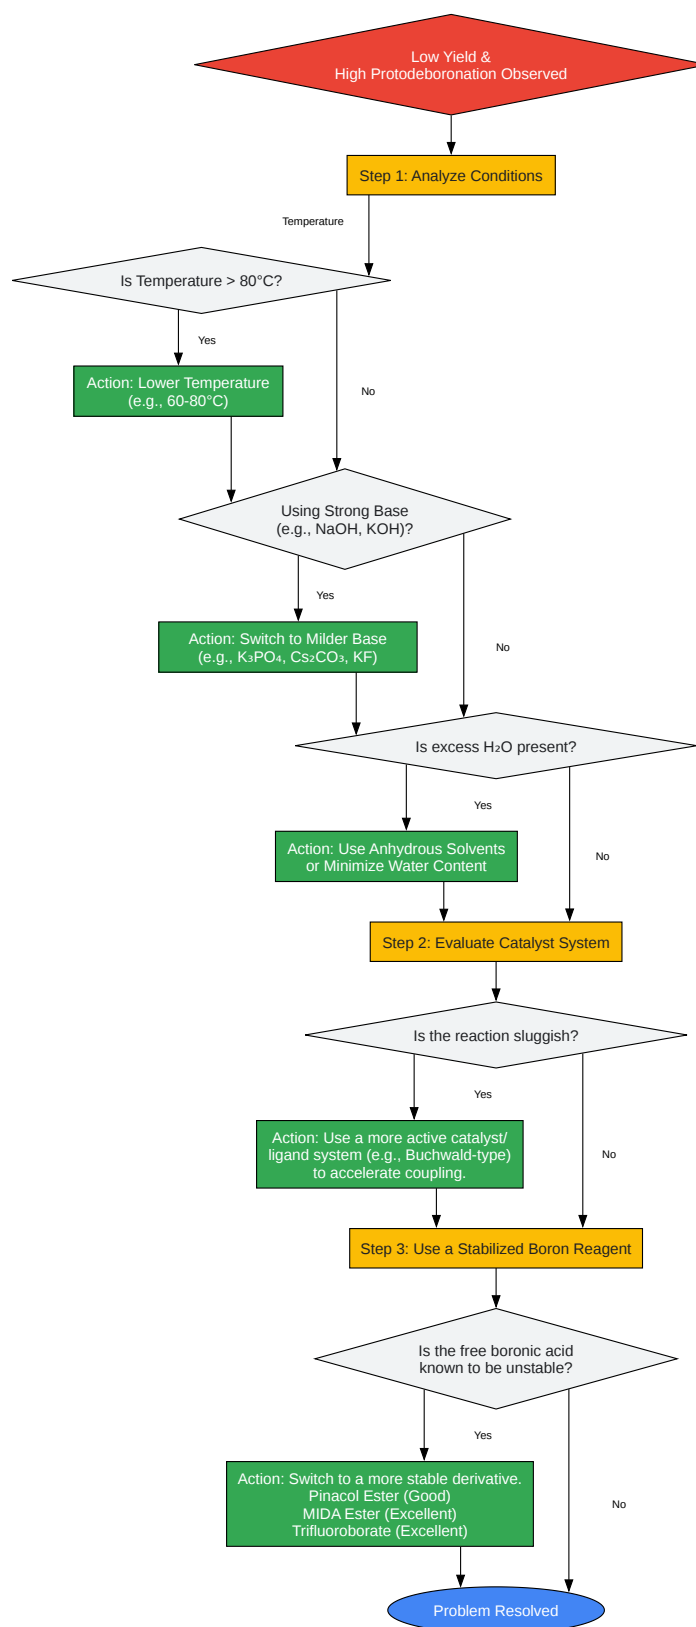 Low Yield &
High Protodeboronation Observed
Step 1: Analyze Conditions
Temperature
Is Temperature > 80°C?
Yes
Action: Lower Temperature
(e.g., 60-80°C)
No
Using Strong Base
(e.g., NaOH, KOH)?
Yes
Action: Switch to Milder Base
(e.g., K₃PO₄, Cs₂CO₃, KF)
No
Is excess H₂O present?
Yes
Action: Use Anhydrous Solvents
or Minimize Water Content
No
Step 2: Evaluate Catalyst System
Is the reaction sluggish?
Yes
Action: Use a more active catalyst/
ligand system (e.g., Buchwald-type)
to accelerate coupling.
No
Step 3: Use a Stabilized Boron Reagent
Is the free boronic acid
known to be unstable?
Yes
Action: Switch to a more stable derivative.
Pinacol Ester (Good)
MIDA Ester (Excellent)
Trifluoroborate (Excellent)
No
Problem Resolved